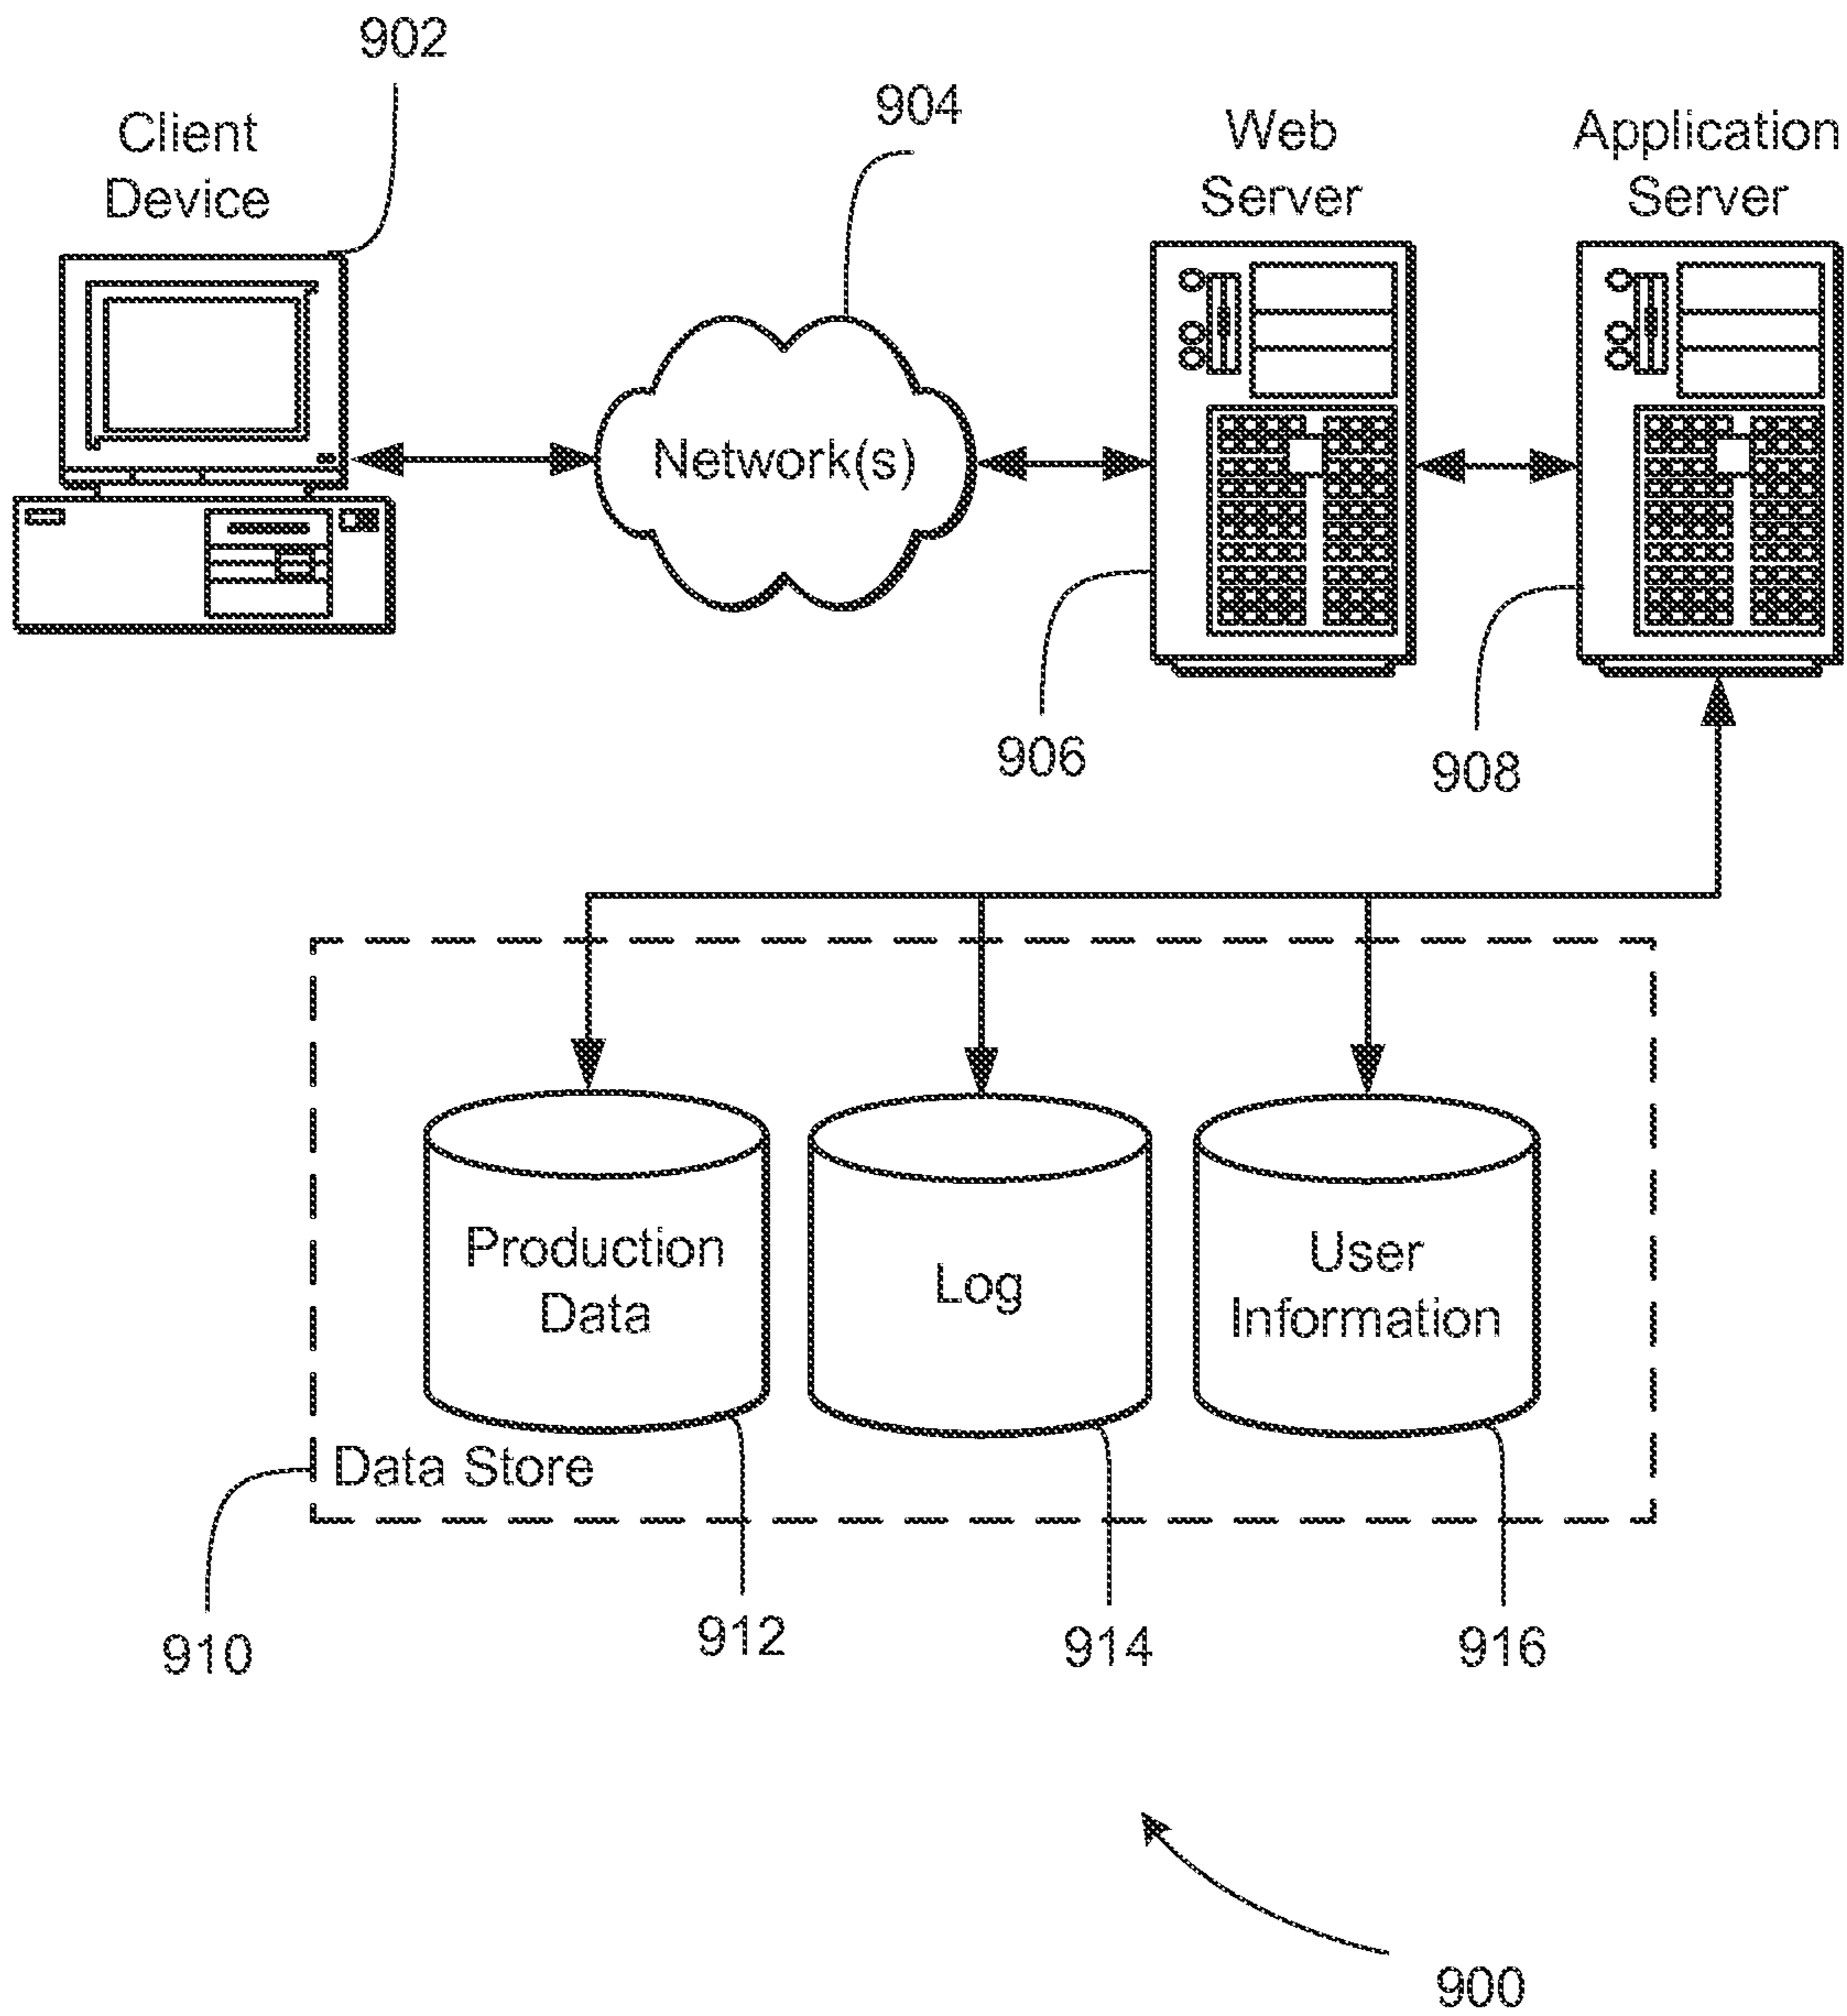 902
904
Client
Device
Web
Server
Application
Server
Network(s)
906
908
Production
Data
Log
User
Information
Data Store
910
912
914
916
900